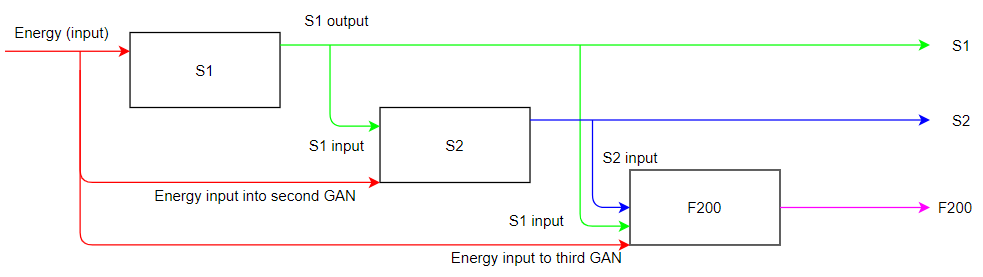 S1 output
Energy (input)
S1
S1
S2
S1 input
S2
S2 input
Energy input into second GAN
F200
F200
S1 input
Energy input to third GAN